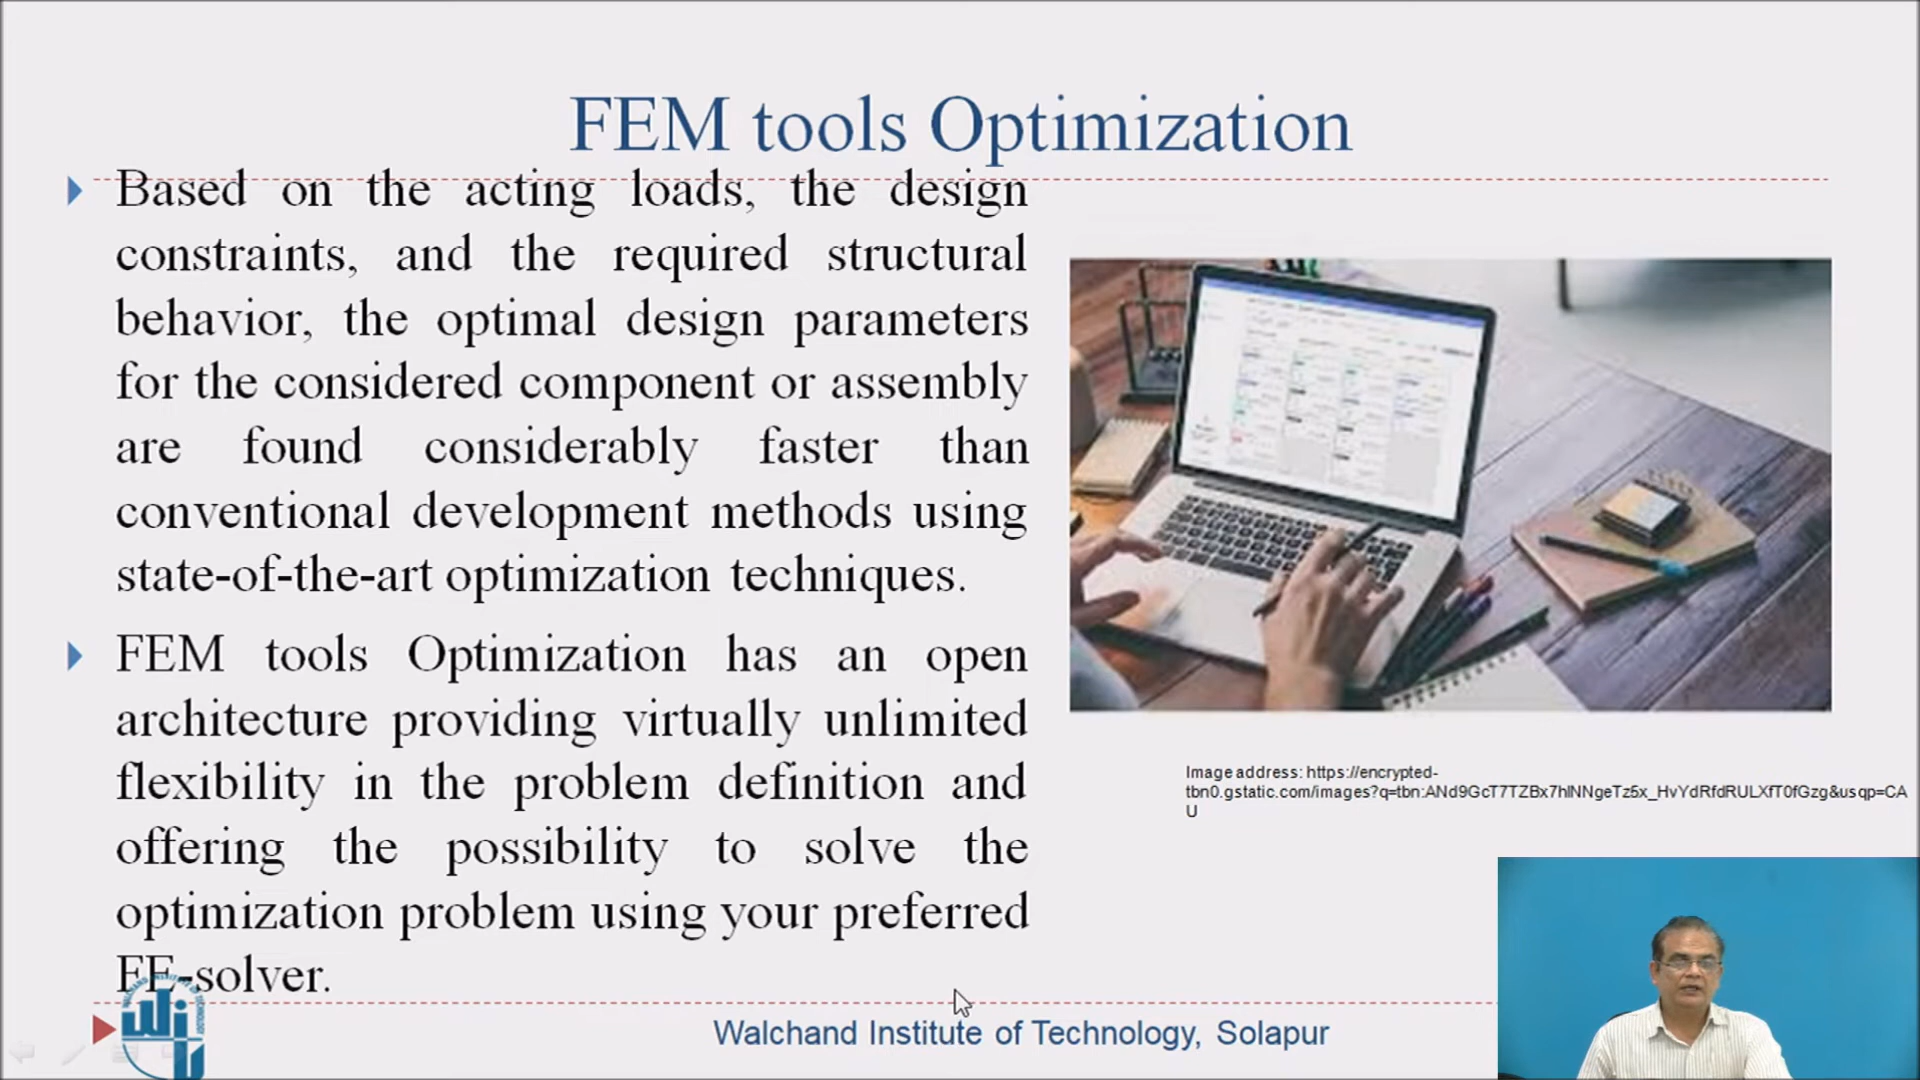 FEM tools Optimization
Based on the acting loads, the design
constraints, and the required structural
behavior, the optimal design parameters
for the considered component or assembly
are found considerably faster than
conventional development methods using
state-of-the-art optimization techniques.
FEM tools Optimization has an open
architecture providing virtually unlimited
flexibility in the problem definition and
offering the possibility to solve the
optimization problem using your preferred
FE-solver.
Image address: https://encrypted-
tbn0.gstatic.com/images?q=tbn:ANd9GcT7TZBx7hlNNgeTz5x_HvYdRfdRULXfT0fGzg&usqp=CA
U
Walchand Institute of Technology, Solapur